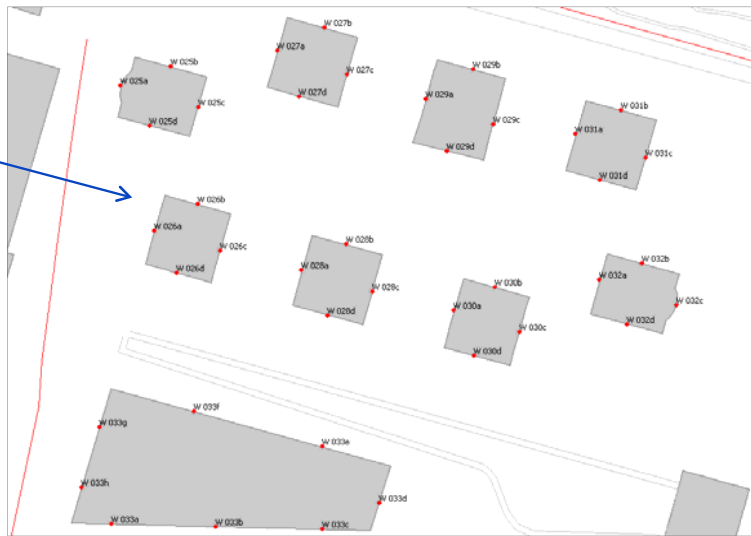 W 027b
W 027a
W 027c
W 027d
W 025b
W 025a
W 025c
W 025d
W 029b
W 029a
W 029c
W 029d
W 031b
W 031a
W 031c
W 031d
W 026b
W 026a
W 026c
W 026d
W 028b
W 028a
W 028c
W 028d
W 030b
W 030a
W 030c
W 030d
W 032b
W 032a
W 032c
W 032d
W 033f
W 033g
W 033e
W 033h
W 033d
W 033a
W 033b
W 033c